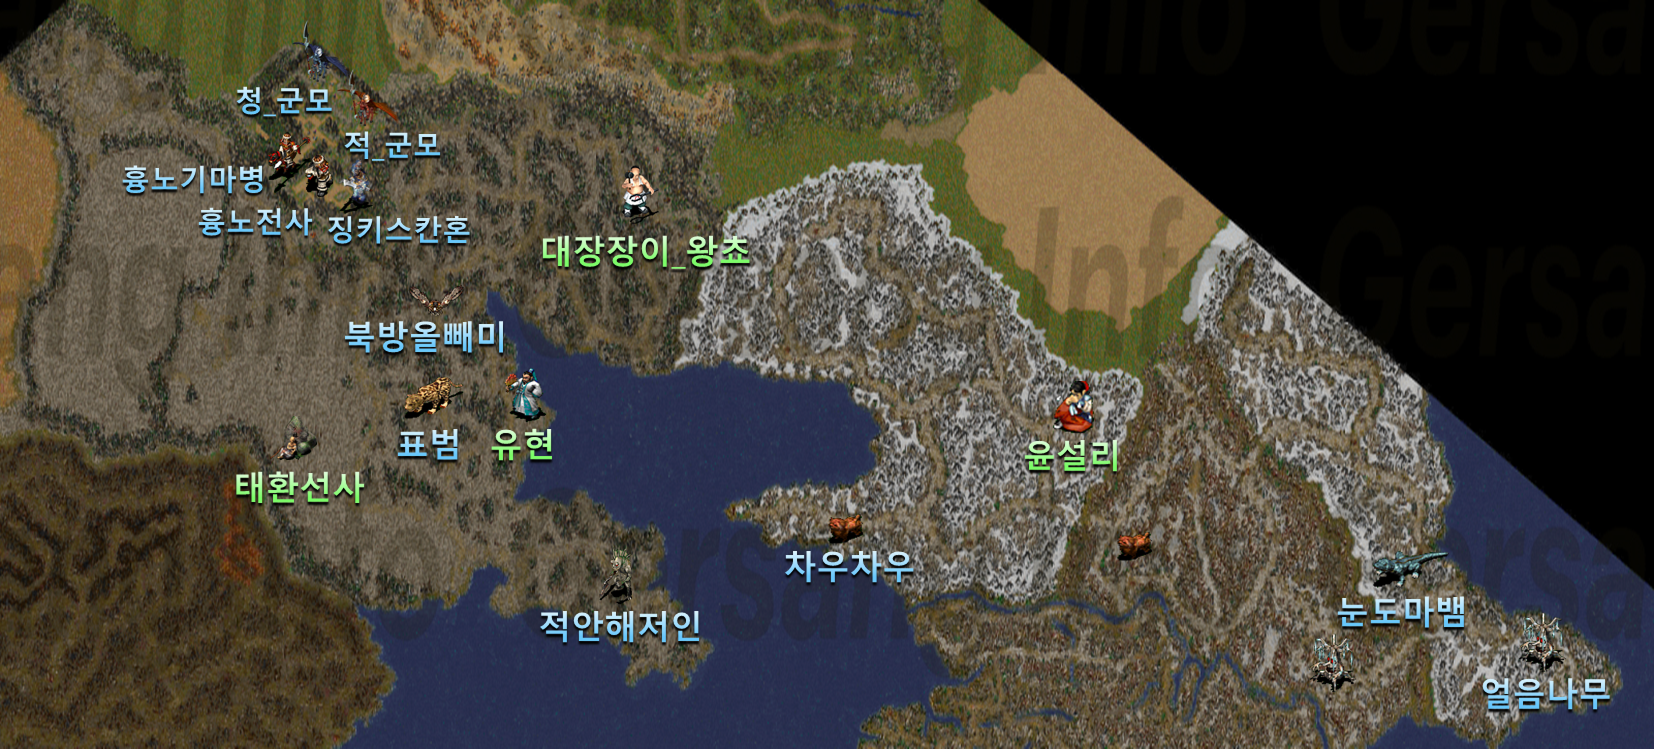 Info Gersang
청_군모
적_군모
흉노기마병
흉노전사
징키스칸혼
대장장이_왕쵸
북방올빼미
표범
유현
윤설리
태환선사
차우차우
적안해저인
눈도마뱀
얼음나무